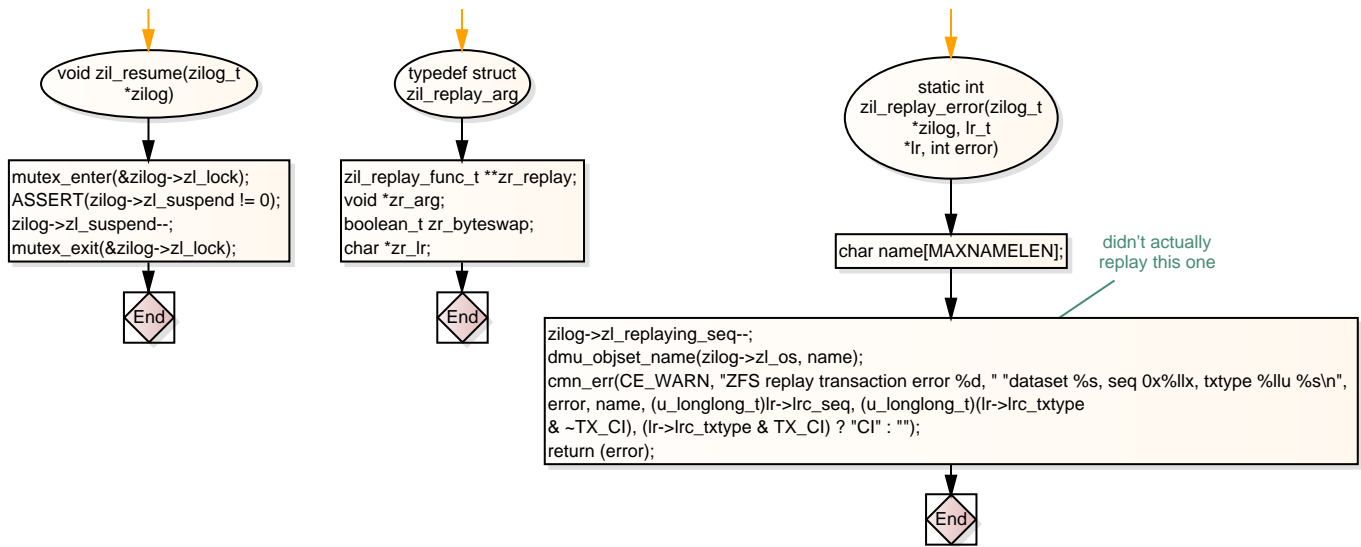 void zil_resume(zilog_t
*zilog)
mutex_enter(&zilog->zl_lock);
ASSERT(zilog->zl_suspend != 0);
zilog->zl_suspend--;
mutex_exit(&zilog->zl_lock);
End
typedef struct
zil_replay_arg
zil_replay_func_t **zr_replay;
void *zr_arg;
boolean_t zr_byteswap;
char *zr_lr;
End
static int
zil_replay_error(zilog_t
*zilog, lr_t
*lr, int error)
char name[MAXNAMELEN];
didn't actually
replay this one
zilog->zl_replaying_seq--;
dmu_objset_name(zilog->zl_os, name);
cmn_err(CE_WARN, "ZFS replay transaction error %d, " "dataset %s, seq 0x%llx, txtype %llu %s\n",
error, name, (u_longlong_t)lr->lrc_seq, (u_longlong_t)(lr->lrc_txtype
& ~TX_CI), (lr->lrc_txtype & TX_CI) ? "CI" : "");
return (error);
End